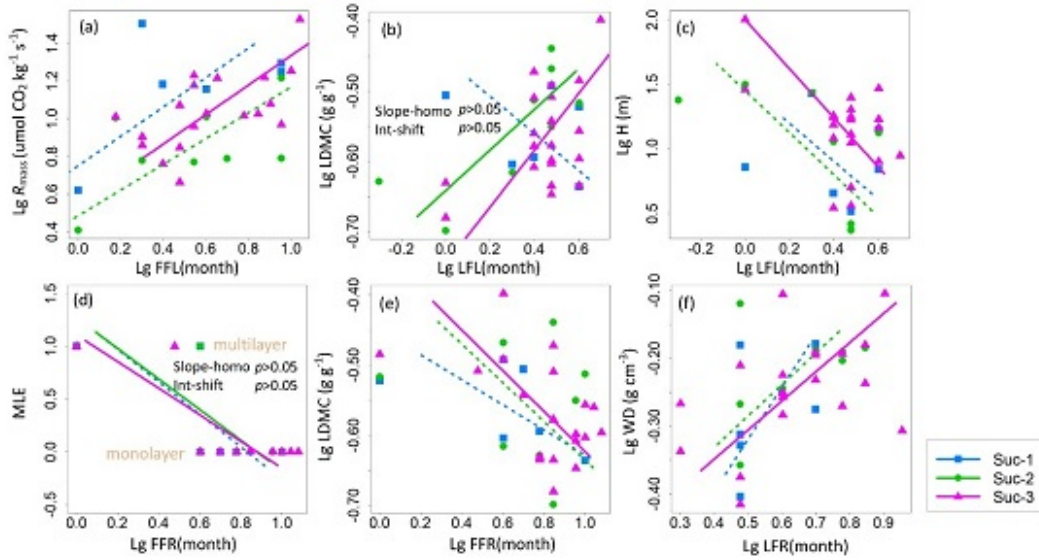 (a)
Lg Rmass (umol CO2 kg-1 s-1)
1.4
1.2
1.0
0.8
0.6
0.4
0.0 0.2 0.4 0.6 0.8 1.0
Lg FFL(month)
(b)
Lg LDMC (g g-1)
-0.40
-0.50
-0.60
-0.70
Slope-homo p>0.05
Int-shift p>0.05
-0.2 0.0 0.2 0.4 0.6
Lg LFL(month)
(c)
Lg H (m)
2.0
1.5
1.0
0.5
-0.2 0.0 0.2 0.4 0.6
Lg LFL(month)
(d)
MLE
1.5
1.0
0.5
0.0
-0.5
multilayer
Slope-homo p>0.05
Int-shift p>0.05
monolayer
0.0 0.2 0.4 0.6 0.8 1.0
Lg FFR(month)
(e)
Lg LDMC (g g-1)
-0.40
-0.50
-0.60
-0.70
0.0 0.2 0.4 0.6 0.8 1.0
Lg FFR(month)
(f)
Lg WD (g cm-3)
-0.10
-0.20
-0.30
-0.40
0.3 0.4 0.5 0.6 0.7 0.8 0.9
Lg LFR(month)
Suc-1
Suc-2
Suc-3